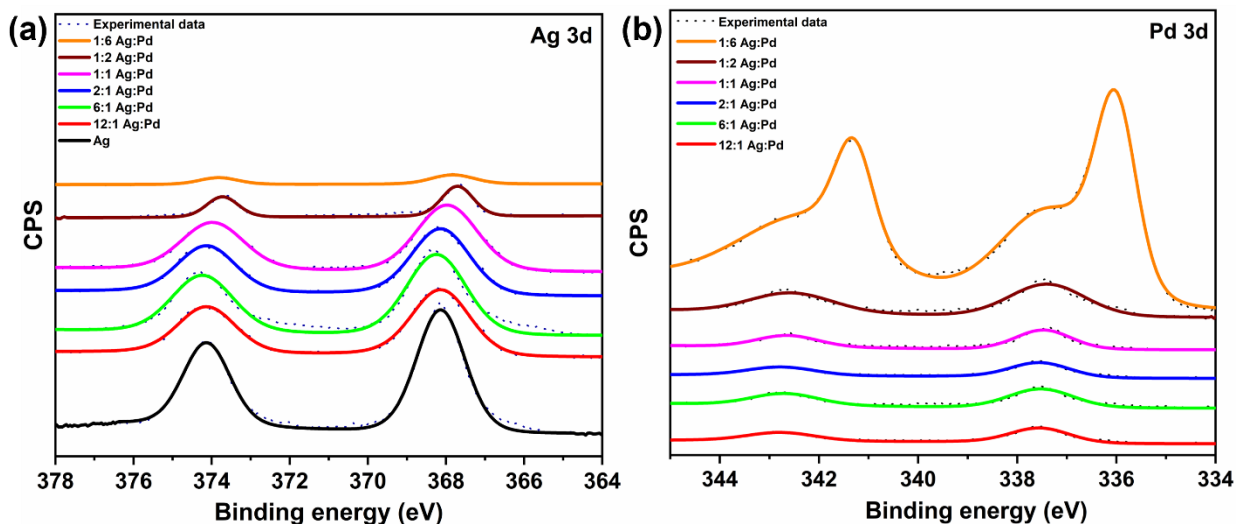 (a)
Experimental data
1:6 Ag:Pd
1:2 Ag:Pd
1:1 Ag:Pd
2:1 Ag:Pd
6:1 Ag:Pd
12:1 Ag:Pd
Ag
Ag 3d
CPS
378 376 374 372 370 368 366 364
Binding energy (eV)
(b)
Experimental data
1:6 Ag:Pd
1:2 Ag:Pd
1:1 Ag:Pd
2:1 Ag:Pd
6:1 Ag:Pd
12:1 Ag:Pd
Pd 3d
CPS
344 342 340 338 336 334
Binding energy (eV)